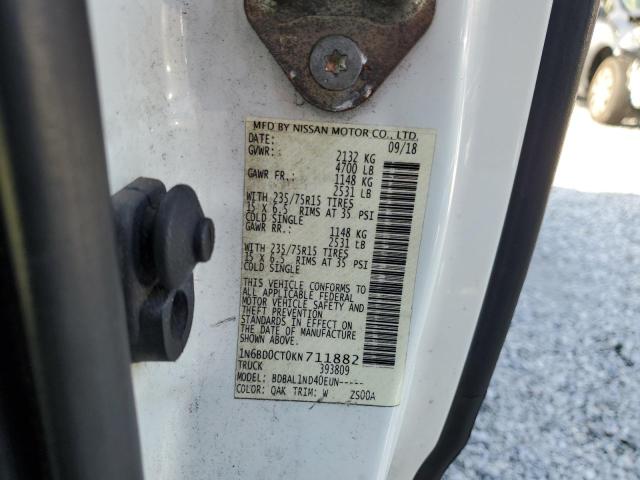 MFD BY NISSAN MOTOR CO., LTD.
DATE: 09/18
GVWR: 2132 KG
4700 LB
GAWR FR.: 1148 KG
2531 LB
WITH 235/75R15 TIRES
15 X 6.5 RIMS AT 35 PSI
COLD SINGLE
GAWR RR.: 1148 KG
2531 LB
WITH 235/75R15 TIRES
15 X 6.5 RIMS AT 35 PSI
COLD SINGLE
THIS VEHICLE CONFORMS TO
ALL APPLICABLE FEDERAL
MOTOR VEHICLE SAFETY AND
THEFT PREVENTION
STANDARDS IN EFFECT ON
THE DATE OF MANUFACTURE
SHOWN ABOVE.
1N6BD0CT0KN711882
TRUCK 393809
MODEL: BDBAL1ND40EUN-----
COLOR: QAK TRIM: W ZS00A